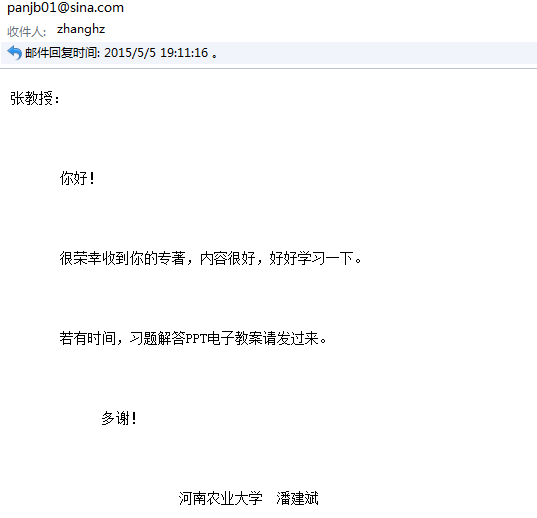 panjb01@sina.com
收件人: zhanghz
邮件回复时间: 2015/5/5 19:11:16 。
张教授：
你好！
很荣幸收到你的专著，内容很好，好好学习一下。
若有时间，习题解答PPT电子教案请发过来。
多谢！
河南农业大学 潘建斌